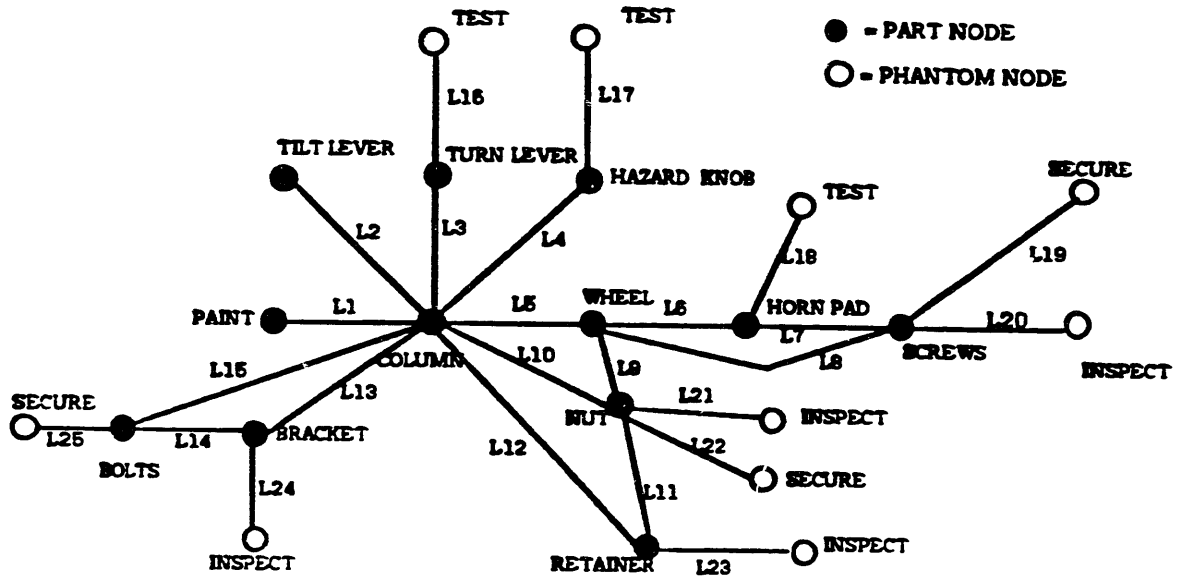 TEST
TEST
= PART NODE
= PHANTOM NODE
L16
L17
TILT LEVER
TURN LEVER
HAZARD KNOB
SECURE
TEST
L2
L3
L4
L18
L19
PAINT
L1
L5
WHEEL
L6
HORN PAD
L7
L20
COLUMN
L10
L8
SCREWS
INSPECT
L15
L13
L9
SECURE
L21
NUT
INSPECT
L25
L14
BRACKET
L12
L22
BOLTS
SECURE
L24
L11
INSPECT
RETAINER
L23
INSPECT